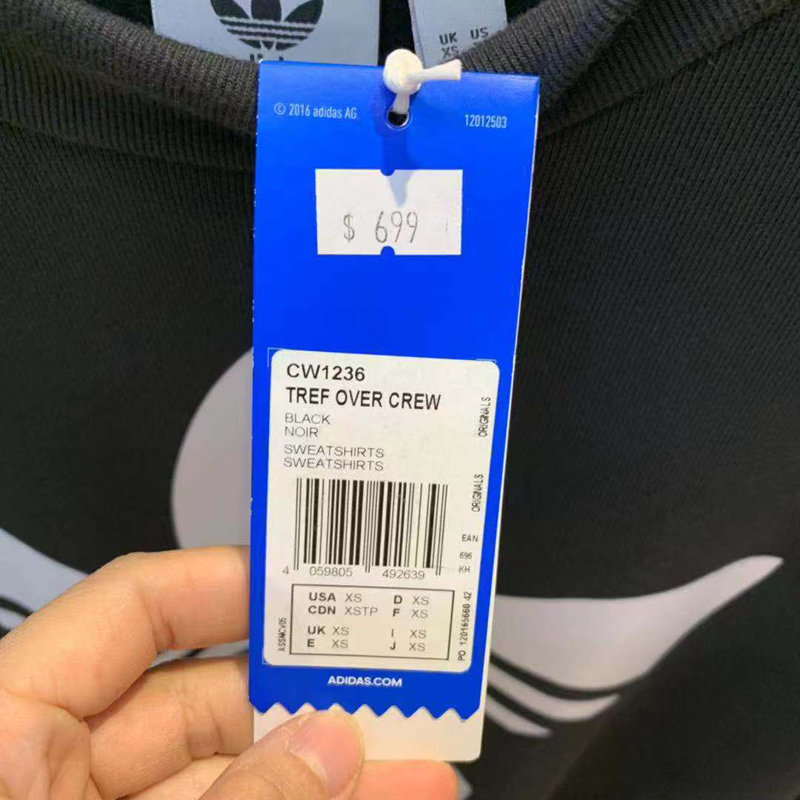 UK US
XS
© 2016 adidas AG
12012503
$ 699
CW1236
TREF OVER CREW
BLACK
NOIR
SWEATSHIRTS
SWEATSHIRTS
ORIGINALS
ORIGINALS
EAN
696
KH
4 059805 492639
USA XS D XS
CDN XSTP F XS
UK XS I XS
E XS J XS
ASSMCV05
ADIDAS.COM